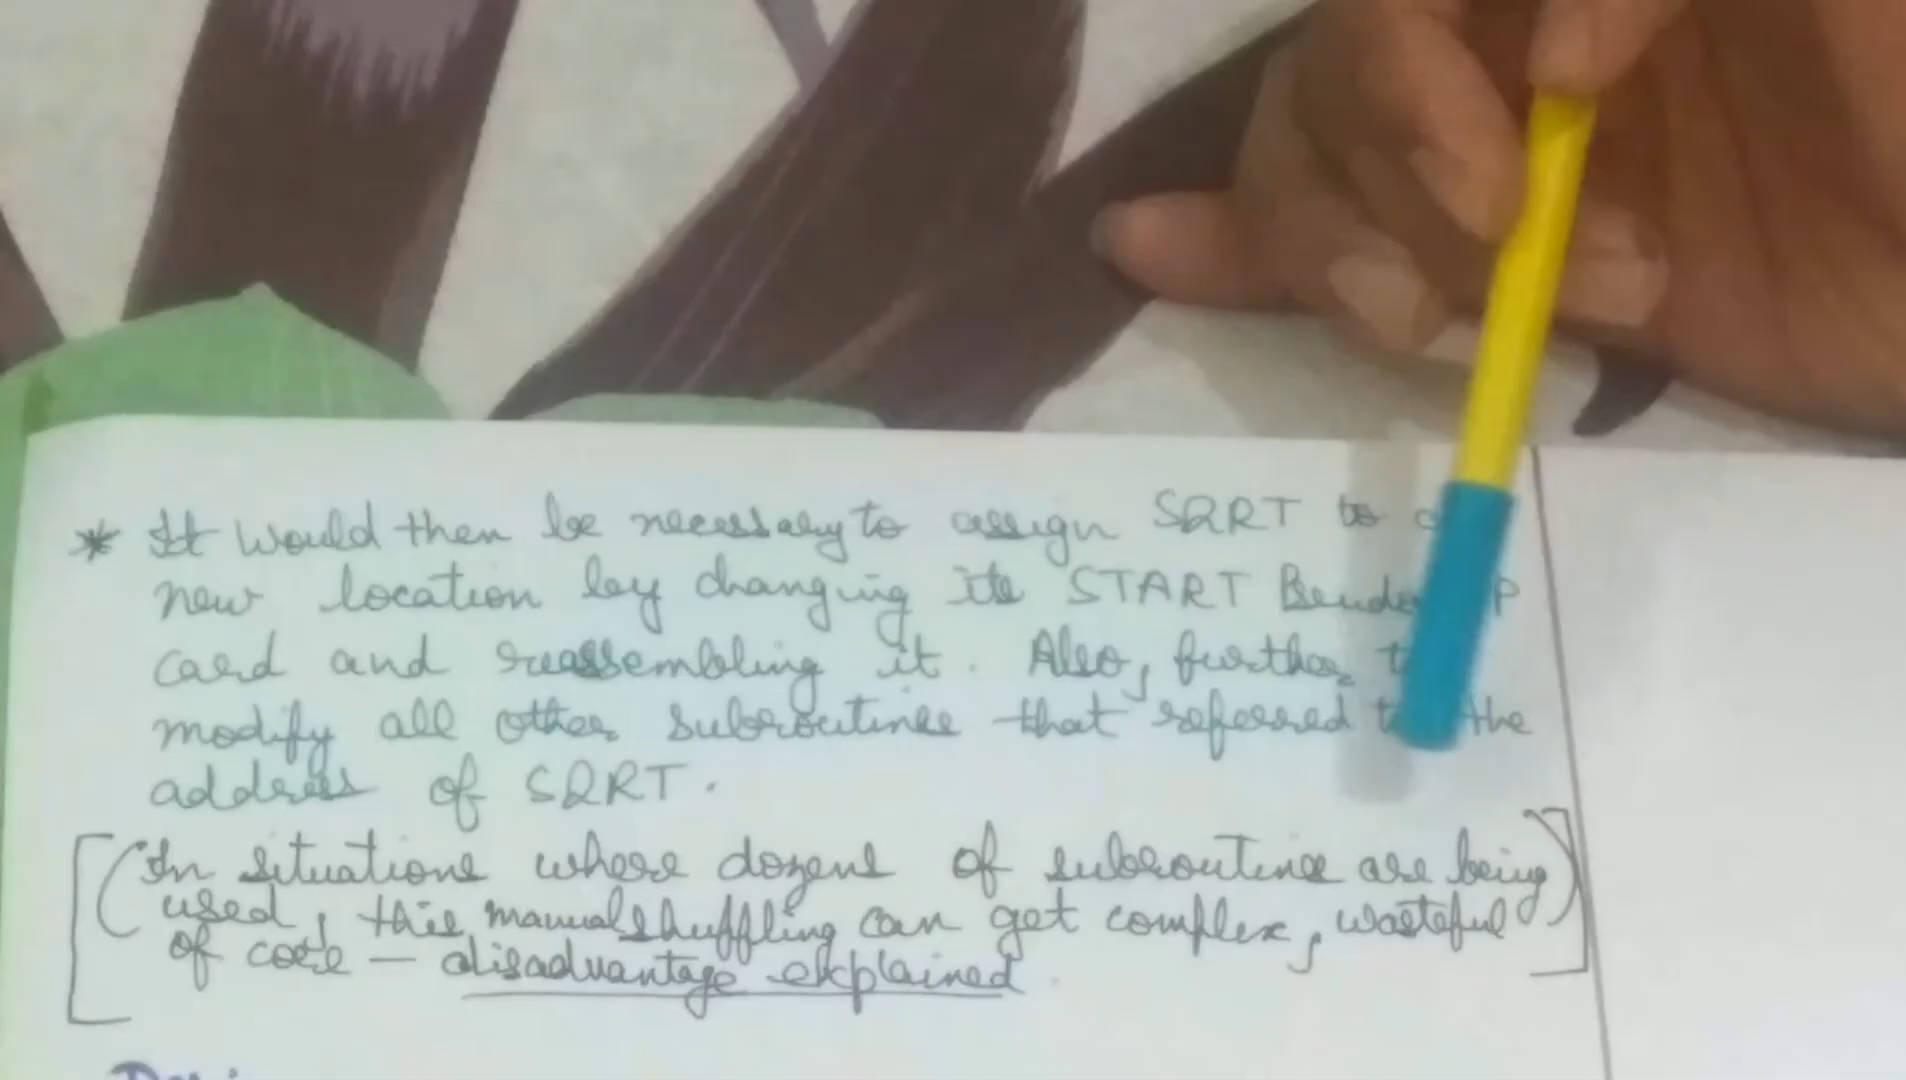 * It would then be necessary to assign SQRT to
new location by changing its START
card and reassembling it. Also, further,
modify all other subroutines that referred the
address of SQRT.
[(In situations where dozens of subroutines are being
used, this manual shuffling can get complex, wasteful)
of core — disadvantage explained]